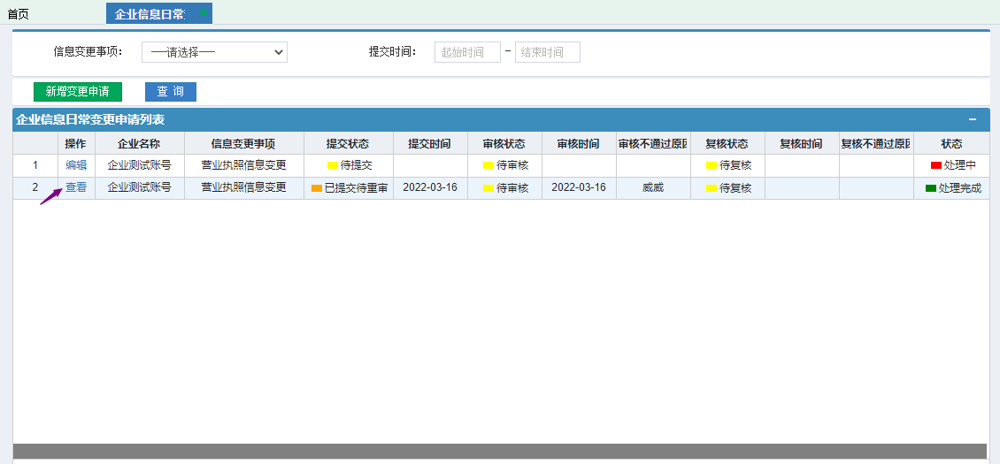 首页 企业信息日常
信息变更事项： ──请选择── 提交时间： 起始时间 – 结束时间
新增变更申请 查 询
企业信息日常变更申请列表
操作 企业名称 信息变更事项 提交状态 提交时间 审核状态 审核时间 审核不通过原因 复核状态 复核时间 复核不通过原因 状态
1 编辑 企业测试账号 营业执照信息变更 待提交 待审核 待复核 处理中
2 查看 企业测试账号 营业执照信息变更 已提交待重审 2022-03-16 待审核 2022-03-16 威威 待复核 处理完成